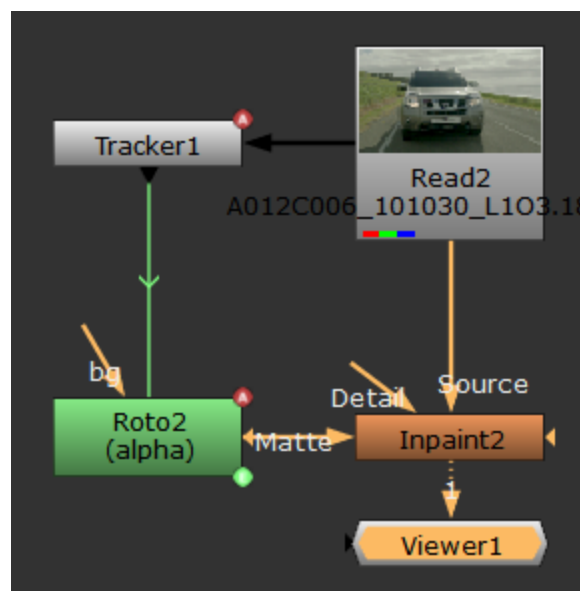 Tracker1
Read2
A012C006_101030_L1O3.18
bg
Detail
Source
Roto2
(alpha)
Matte
Inpaint2
1
Viewer1